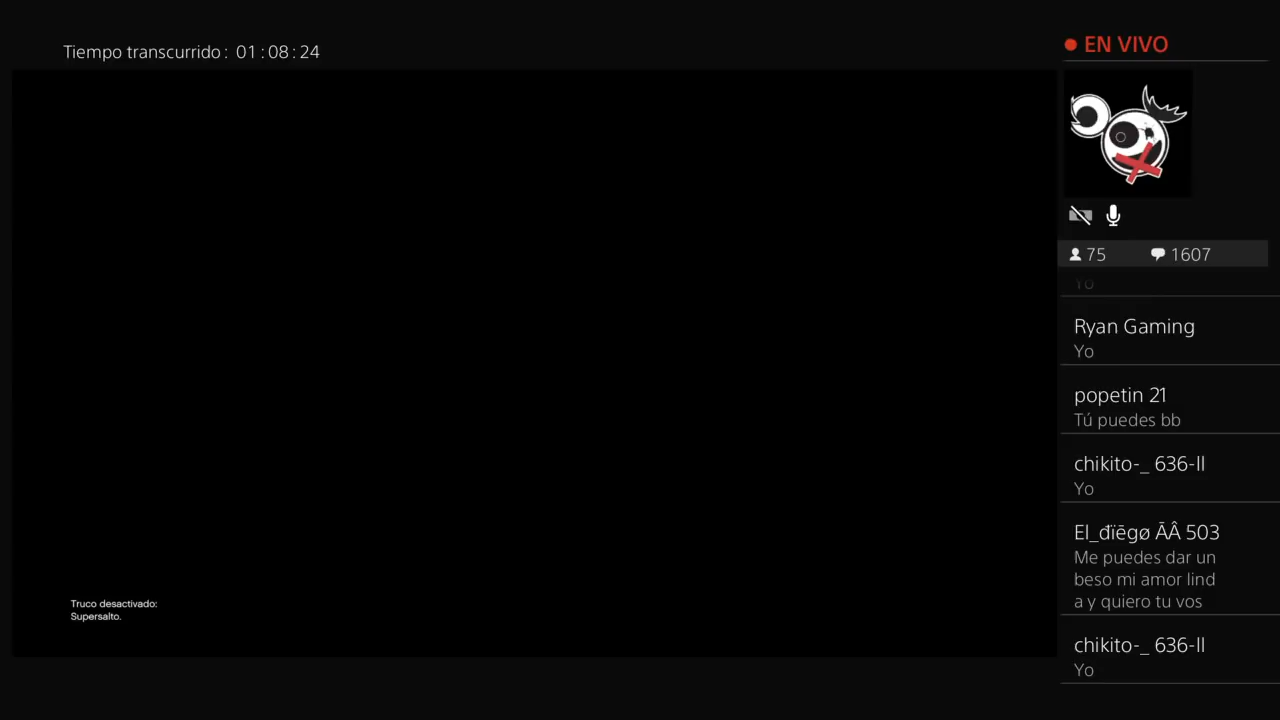 Tiempo transcurrido: 01:08:24
EN VIVO
75 1607
Yo
Ryan Gaming
Yo
popetin 21
Tú puedes bb
chikito-_ 636-ll
Yo
El_đïēgø ÃÂ 503
Me puedes dar un
beso mi amor lind
a y quiero tu vos
chikito-_ 636-ll
Yo
Truco desactivado:
Supersalto.